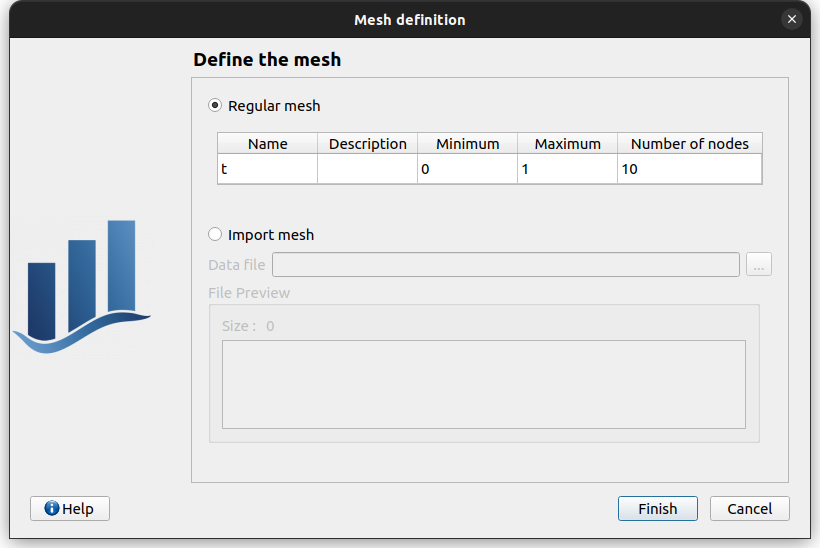 Mesh definition
Define the mesh
Regular mesh
Name Description Minimum Maximum Number of nodes
t 0 1 10
Import mesh
Data file ...
File Preview
Size : 0
Help Finish Cancel